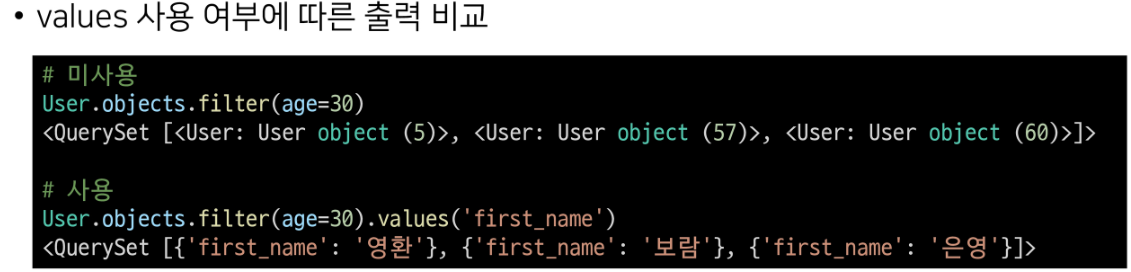 • values 사용 여부에 따른 출력 비교
# 미사용
User.objects.filter(age=30)
<QuerySet [<User: User object (5)>, <User: User object (57)>, <User: User object (60)>]>
# 사용
User.objects.filter(age=30).values('first_name')
<QuerySet [{'first_name': '영환'}, {'first_name': '보람'}, {'first_name': '은영'}]>